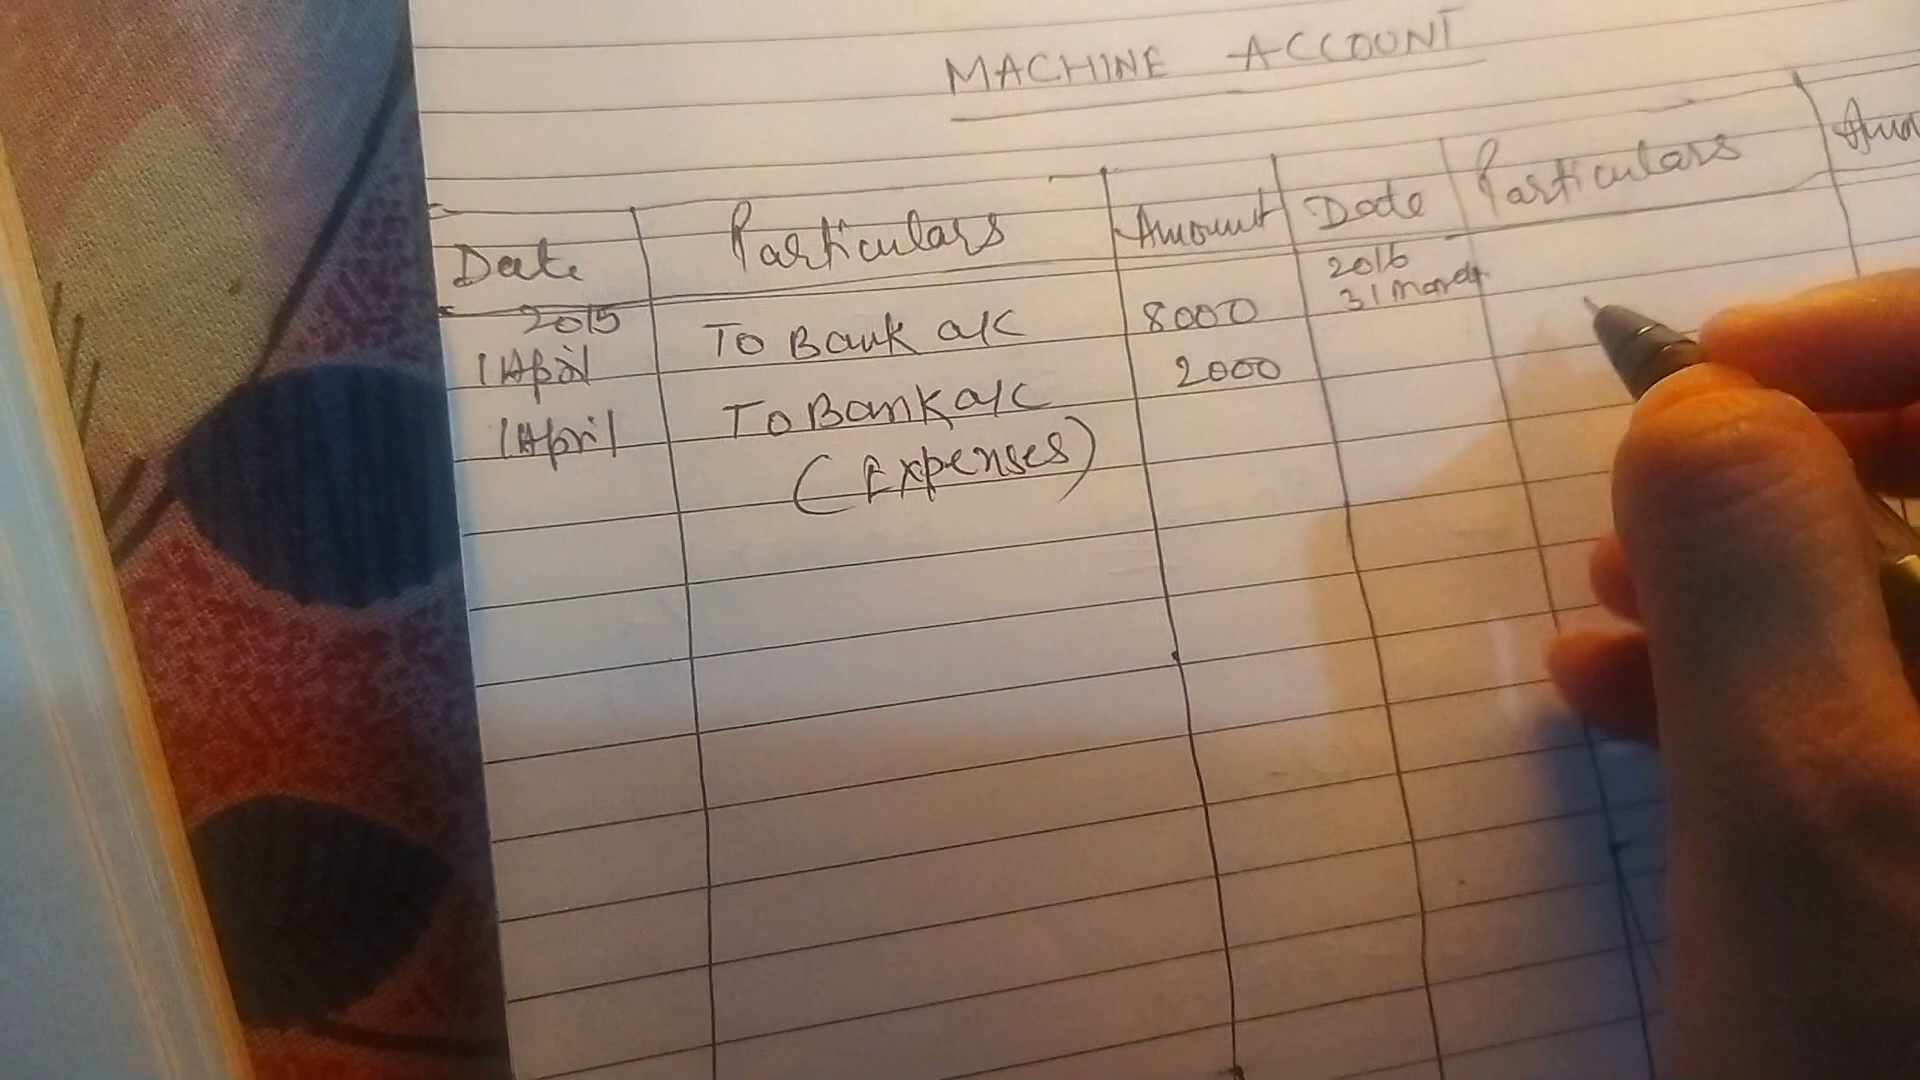 MACHINE ACCOUNT
Date Particulars Amount Date Particulars
2015 To Bank a/c 8000 2016
1 April 31 March
1 April To Bank a/c 2000
(Expenses)